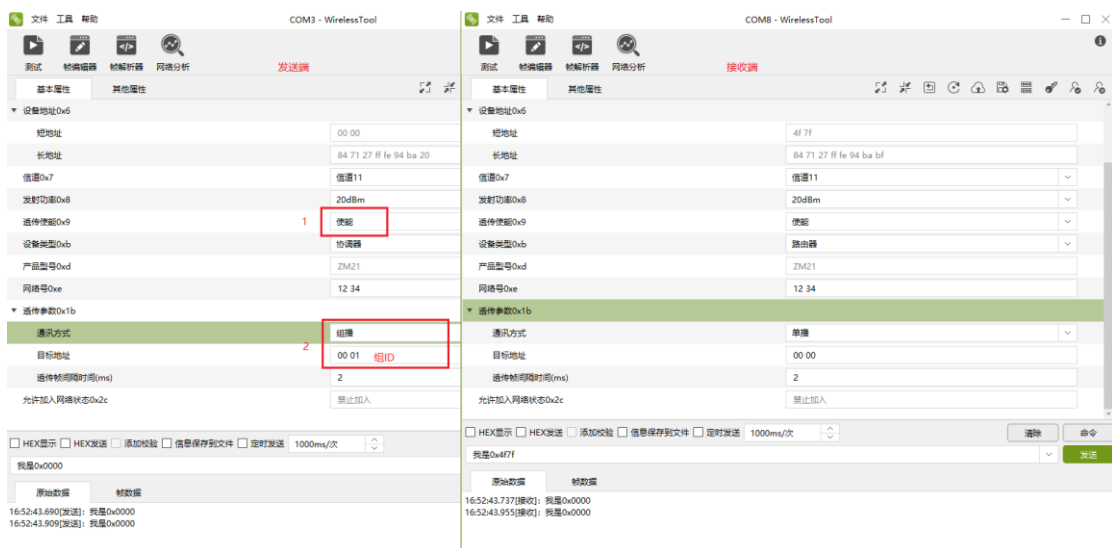 文件 工具 帮助
COM3 - WirelessTool
测试 帧编辑器 帧解析器 网络分析
发送端
基本属性 其他属性
设备地址0x6
短地址 00 00
长地址 84 71 27 ff fe 94 ba 20
信道0x7 信道11
发射功率0x8 20dBm
透传使能0x9 1 使能
设备类型0xb 协调器
产品型号0xd ZM21
网络号0xe 12 34
透传参数0x1b
通讯方式 组播
2
目标地址 00 01 组ID
透传帧间隔时间(ms) 2
允许加入网络状态0x2c 禁止加入
HEX显示 HEX发送 添加校验 信息保存到文件 定时发送 1000ms/次
我是0x0000
原始数据 帧数据
16:52:43.690[发送]: 我是0x0000
16:52:43.909[发送]: 我是0x0000
文件 工具 帮助
COM8 - WirelessTool
测试 帧编辑器 帧解析器 网络分析
接收端
基本属性 其他属性
设备地址0x6
短地址 4f 7f
长地址 84 71 27 ff fe 94 ba bf
信道0x7 信道11
发射功率0x8 20dBm
透传使能0x9 使能
设备类型0xb 路由器
产品型号0xd ZM21
网络号0xe 12 34
透传参数0x1b
通讯方式 单播
目标地址 00 00
透传帧间隔时间(ms) 2
允许加入网络状态0x2c 禁止加入
HEX显示 HEX发送 添加校验 信息保存到文件 定时发送 1000ms/次 清除 命令
我是0x4f7f 发送
原始数据 帧数据
16:52:43.737[接收]: 我是0x0000
16:52:43.955[接收]: 我是0x0000